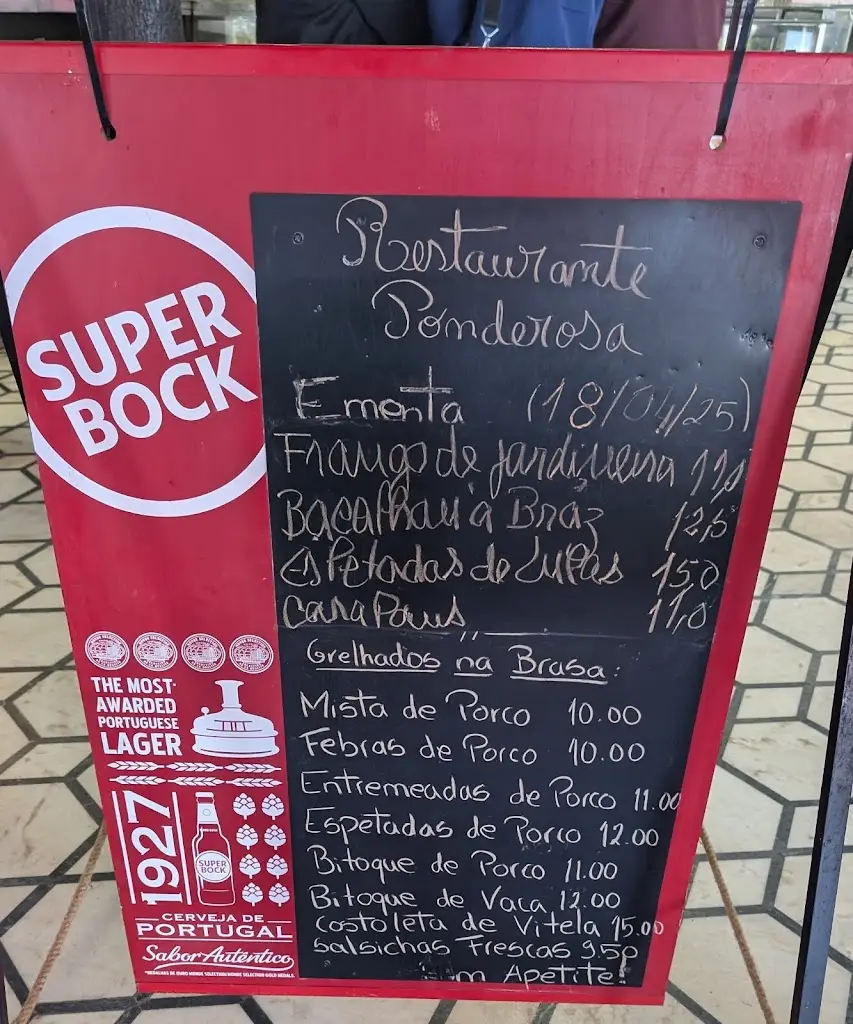 SUPER
BOCK
THE MOST
AWARDED
PORTUGUESE
LAGER
1927
SUPER
BOCK
CERVEJA DE
PORTUGAL
Sabor Autêntico
Restaurante
Ponderosa
Ementa (18/04/25)
Frango de jardineira 11,0
Bacalhau á Braz 12,5
Espetadas de Lulas 15,0
CaraPaus 11,0
Grelhados na Brasa:
Mista de Porco 10.00
Febras de Porco 10.00
Entremeadas de Porco 11.00
Espetadas de Porco 12.00
Bitoque de Porco 11.00
Bitoque de Vaca 12.00
Costoleta de Vitela 15.00
Salsichas Frescas 9.50
Apetite!